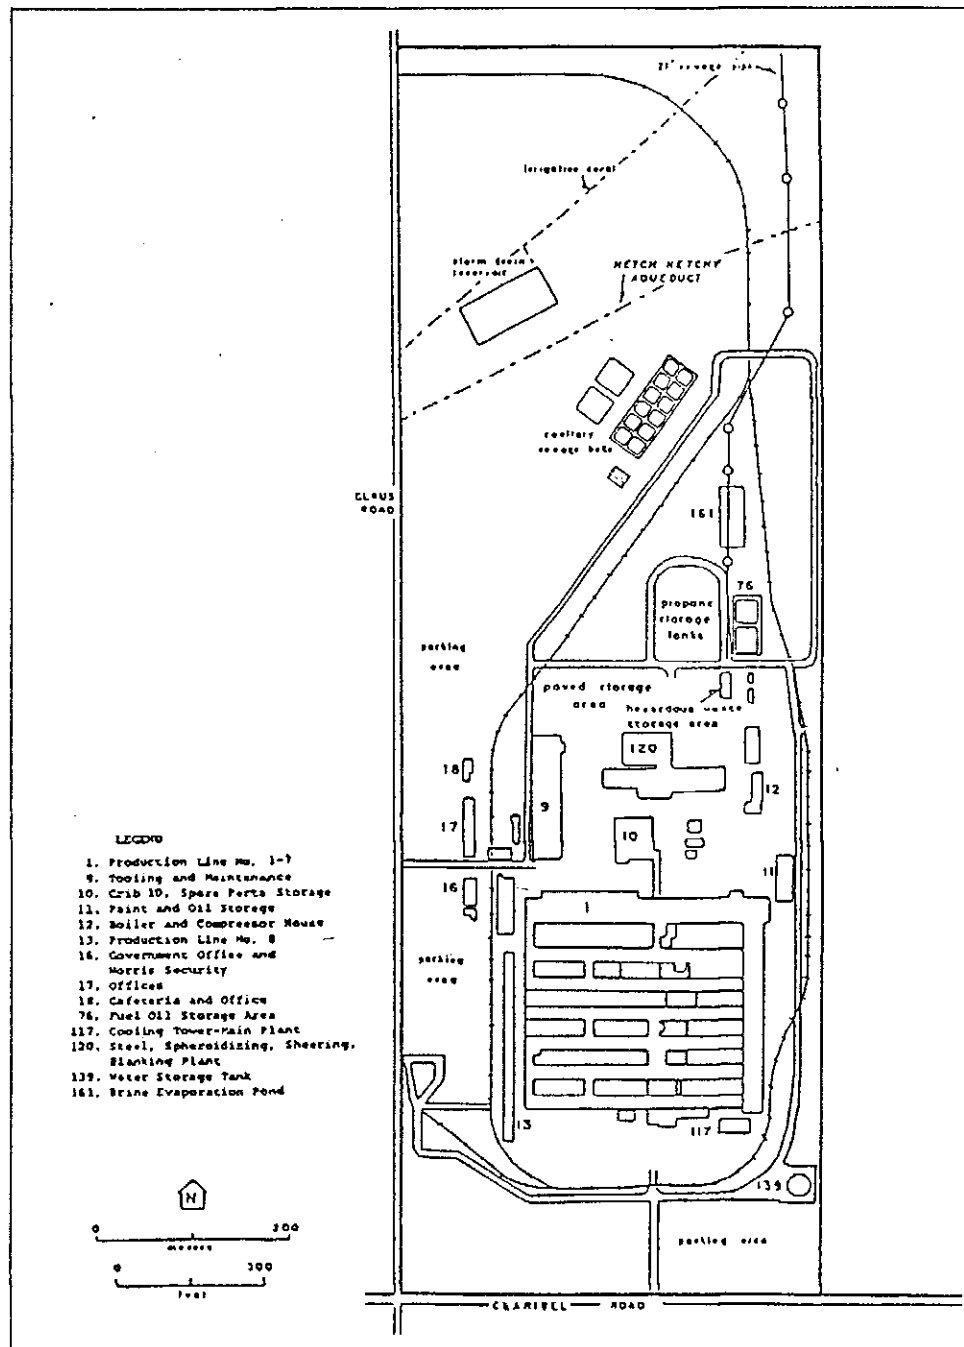 21" sewage pipe
Irrigation canal
storm drain
reservoir
HETCH HETCHY
AQUEDUCT
sanitary
sewage beds
CLAUS
ROAD
161
76
propane
storage
tanks
parking
area
paved storage
area
hazardous waste
storage area
120
18
12
9
17
10
11
16
1
parking
area
13
117
139
parking area
CLARIBEL ROAD
LEGEND
1. Production Line No. 1-7
9. Tooling and Maintenance
10. Crib 10, Spare Parts Storage
11. Paint and Oil Storage
12. Boiler and Compressor House
13. Production Line No. 8
16. Government Office and
Norris Security
17. Offices
18. Cafeteria and Office
76. Fuel Oil Storage Area
117. Cooling Tower-Main Plant
120. Steel, Spheroidizing, Sheering,
Blanking Plant
139. Water Storage Tank
161. Brine Evaporation Pond
N
0 300
meters
0 300
feet